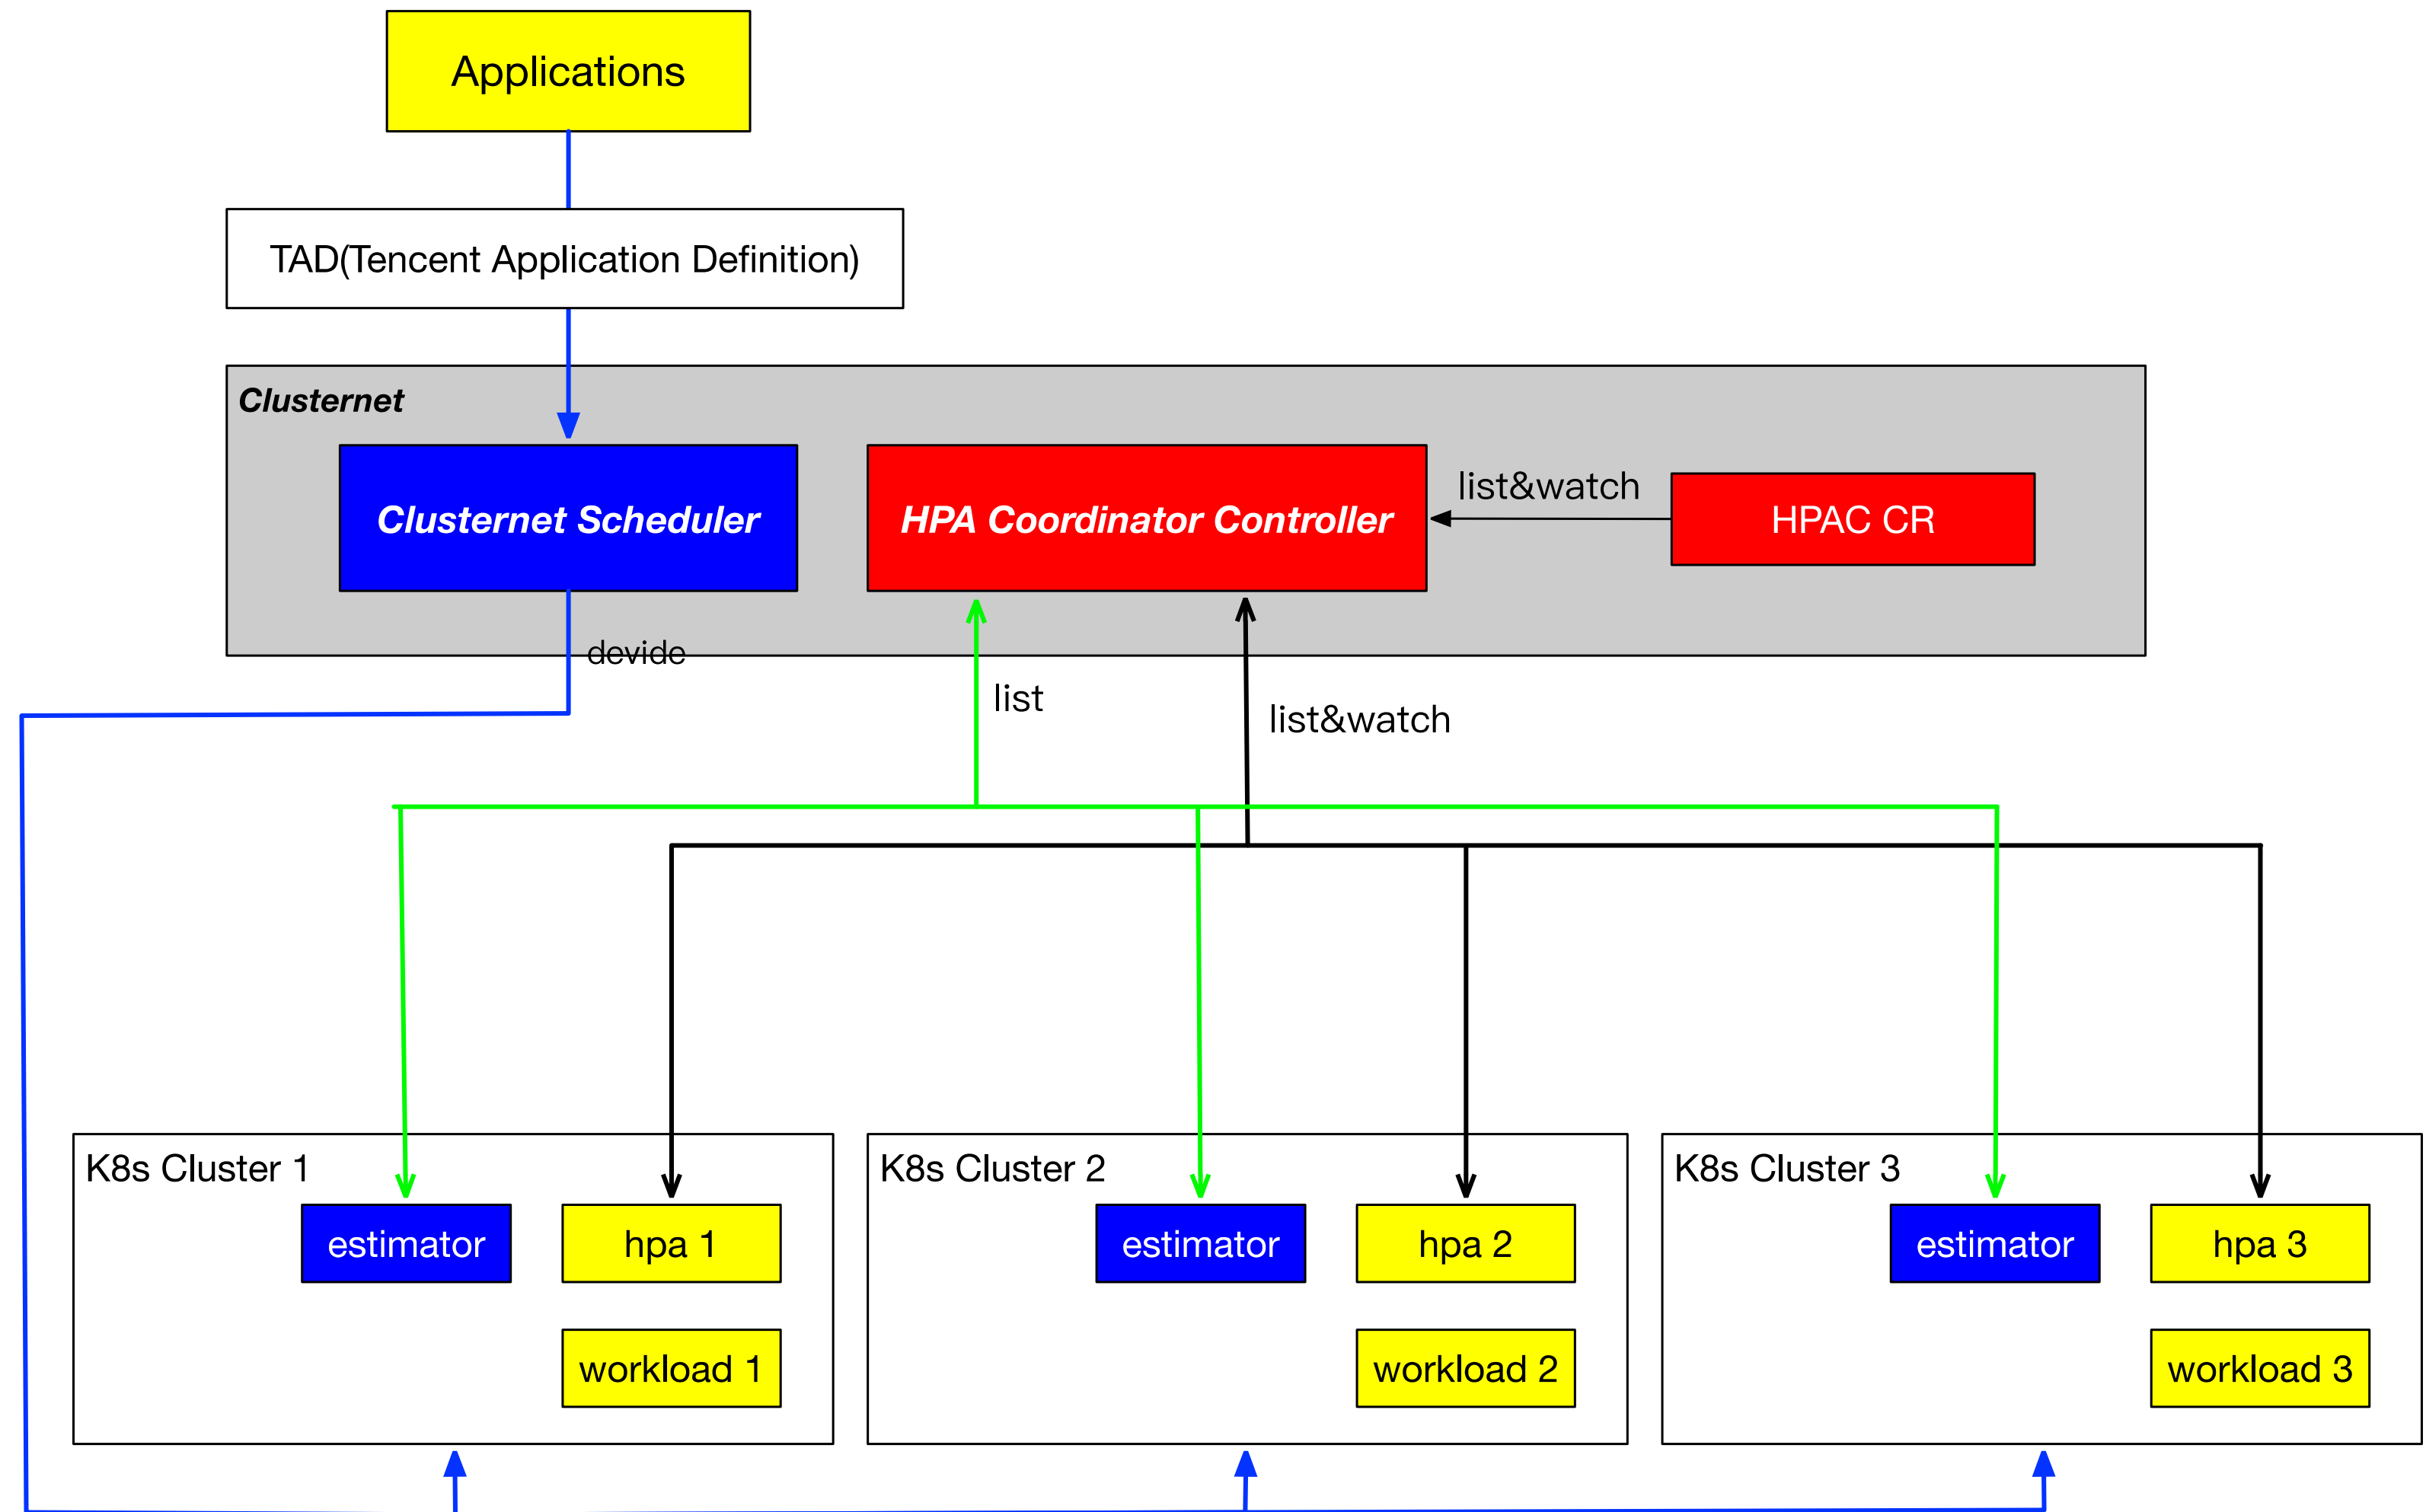 Applications
TAD(Tencent Application Definition)
Clusternet
Clusternet Scheduler
HPA Coordinator Controller
list&watch
HPAC CR
devide
list
list&watch
K8s Cluster 1
estimator
hpa 1
workload 1
K8s Cluster 2
estimator
hpa 2
workload 2
K8s Cluster 3
estimator
hpa 3
workload 3